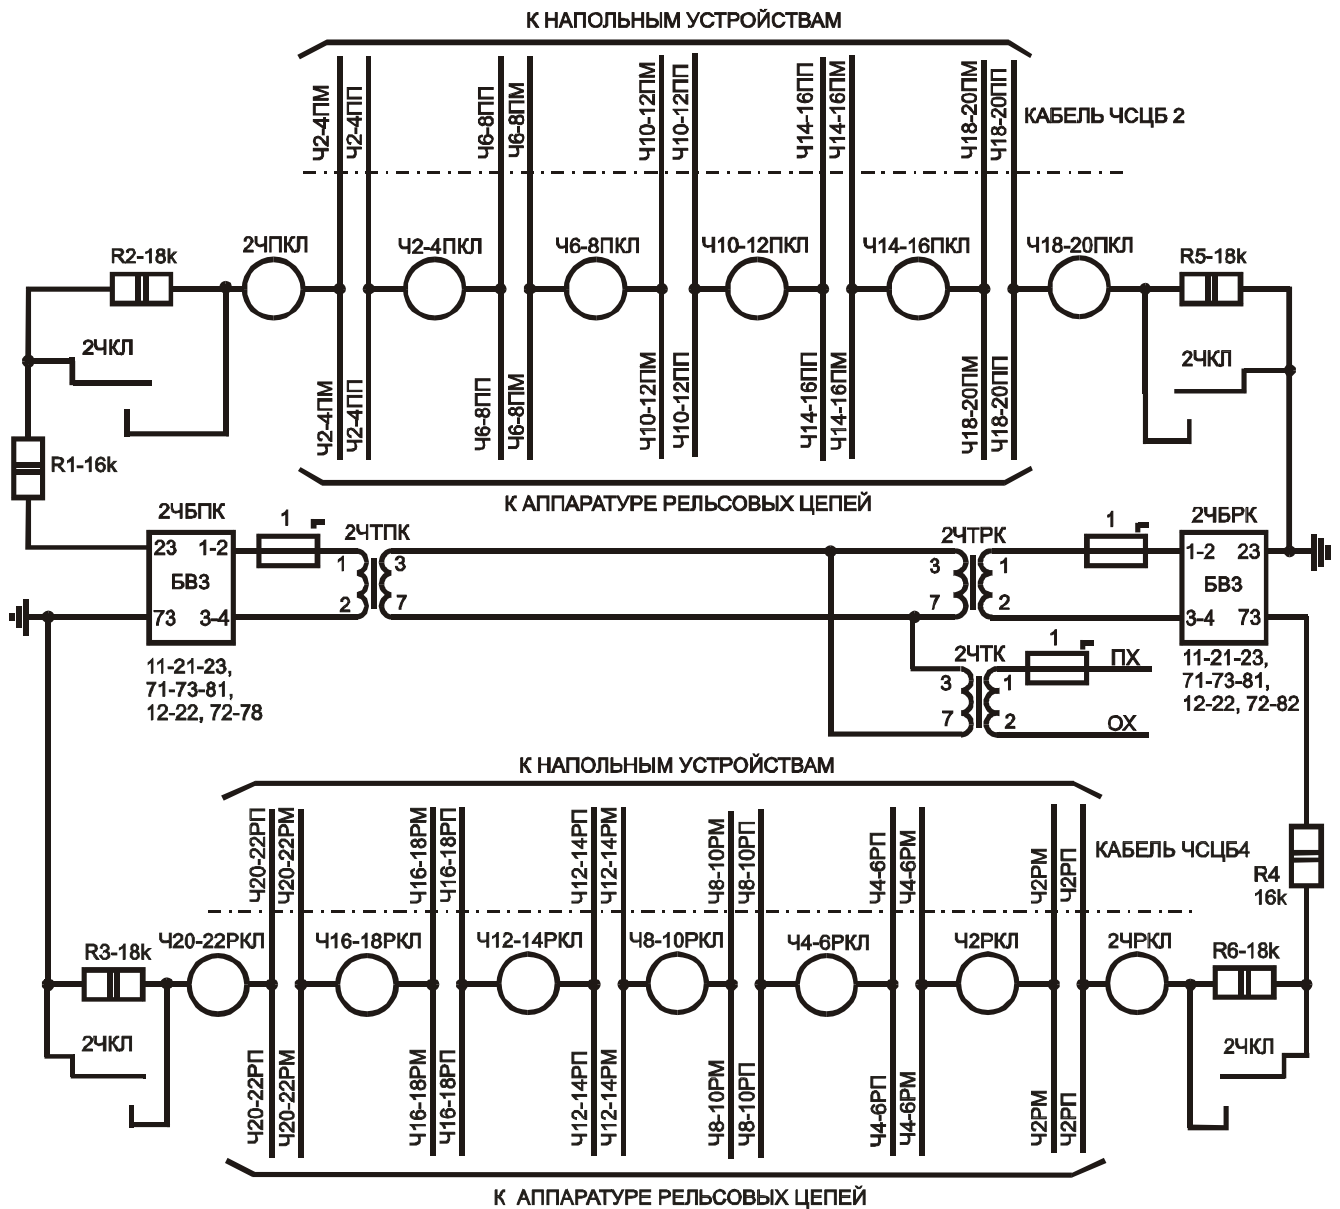 К НАПОЛЬНЫМ УСТРОЙСТВАМ
Ч2-4ПМ
Ч2-4ПП
Ч6-8ПП
Ч6-8ПМ
Ч10-12ПМ
Ч10-12ПП
Ч14-16ПП
Ч14-16ПМ
Ч18-20ПМ
Ч18-20ПП
КАБЕЛЬ ЧСЦБ 2
R2-18k
2ЧПКЛ
Ч2-4ПКЛ
Ч6-8ПКЛ
Ч10-12ПКЛ
Ч14-16ПКЛ
Ч18-20ПКЛ
R5-18k
2ЧКЛ
2ЧКЛ
Ч2-4ПМ
Ч2-4ПП
Ч6-8ПП
Ч6-8ПМ
Ч10-12ПМ
Ч10-12ПП
Ч14-16ПП
Ч14-16ПМ
Ч18-20ПМ
Ч18-20ПП
R1-16k
К АППАРАТУРЕ РЕЛЬСОВЫХ ЦЕПЕЙ
2ЧБПК
1
2ЧТПК
2ЧТРК
1
2ЧБРК
23 1-2
БВЗ
73 3-4
1 3
2 7
3 1
7 2
1-2 23
БВЗ
3-4 73
11-21-23,
71-73-81,
12-22, 72-78
2ЧТК
1
ПХ
3 1
7 2
ОХ
11-21-23,
71-73-81,
12-22, 72-82
К НАПОЛЬНЫМ УСТРОЙСТВАМ
Ч20-22РП
Ч20-22РМ
Ч16-18РМ
Ч16-18РП
Ч12-14РП
Ч12-14РМ
Ч8-10РМ
Ч8-10РП
Ч4-6РП
Ч4-6РМ
Ч2РМ
Ч2РП
КАБЕЛЬ ЧСЦБ4
R4
16k
R3-18k
Ч20-22РКЛ
Ч16-18РКЛ
Ч12-14РКЛ
Ч8-10РКЛ
Ч4-6РКЛ
Ч2РКЛ
2ЧРКЛ
R6-18k
2ЧКЛ
2ЧКЛ
Ч20-22РП
Ч20-22РМ
Ч16-18РМ
Ч16-18РП
Ч12-14РП
Ч12-14РМ
Ч8-10РМ
Ч8-10РП
Ч4-6РП
Ч4-6РМ
Ч2РМ
Ч2РП
К АППАРАТУРЕ РЕЛЬСОВЫХ ЦЕПЕЙ